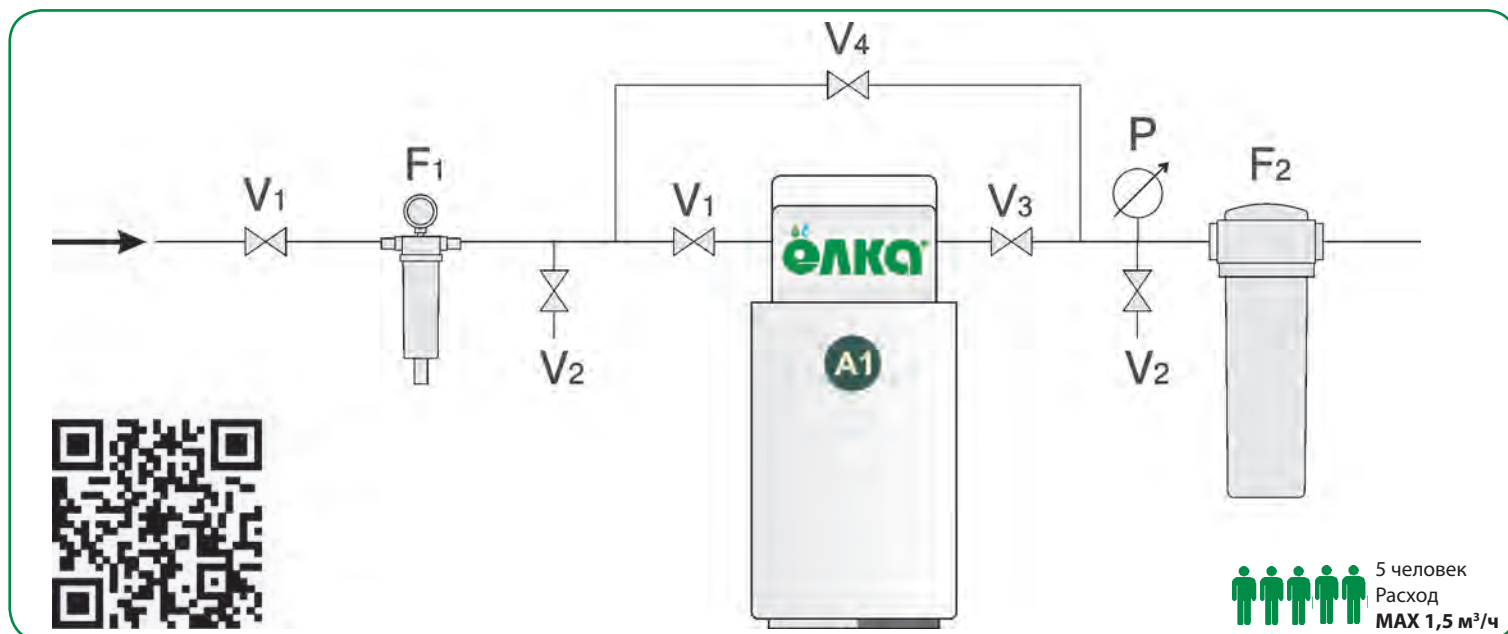 V4
P
F1
F2
V1
V1
V3
ёлка
V2
A1
V2
5 человек
Расход
MAX 1,5 м³/ч